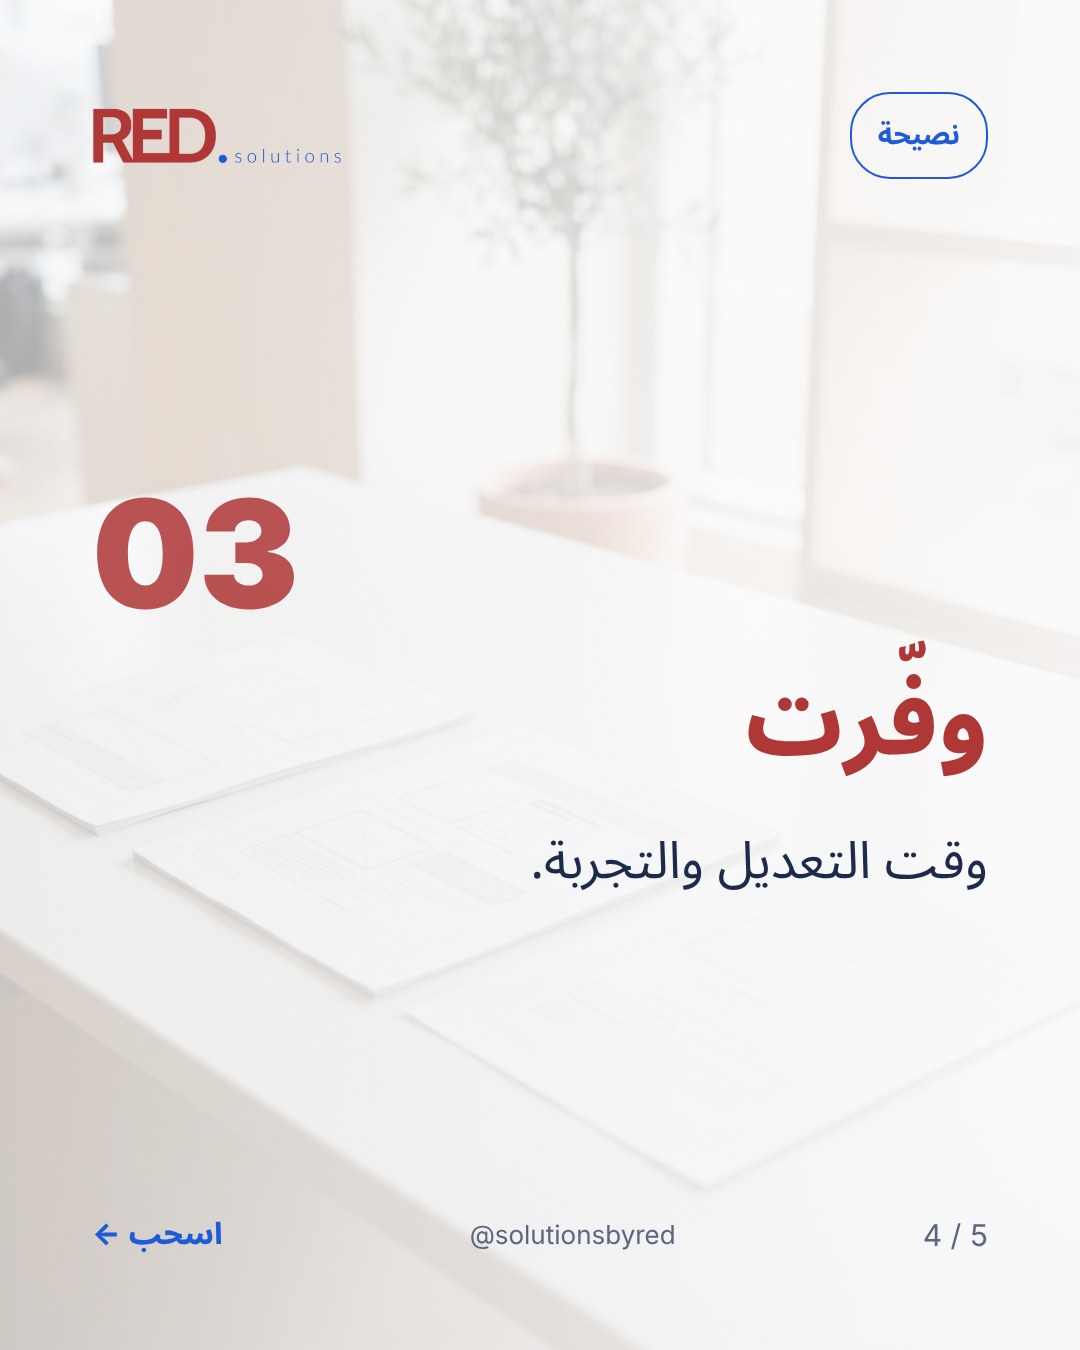 RED.solutions
نصيحة
03
وفّرت
وقت التعديل والتجربة.
اسحب ←
@solutionsbyred
4 / 5